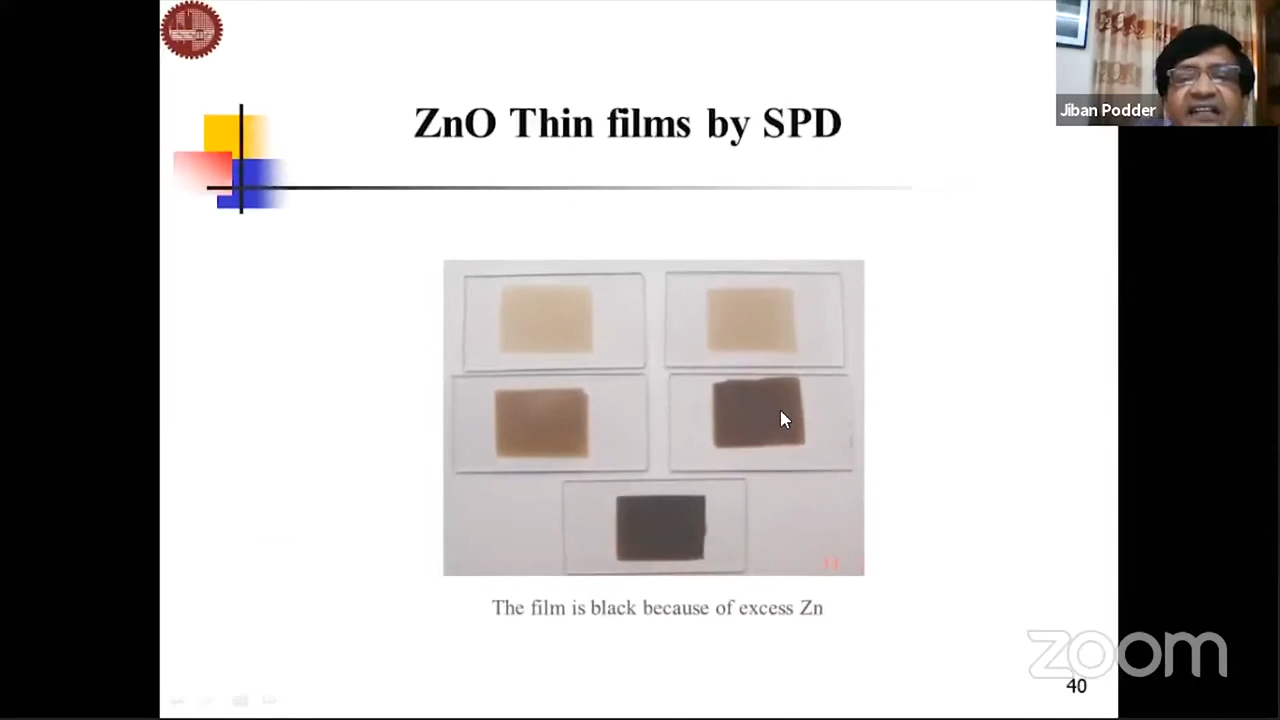 ZnO Thin films by SPD
Jiban Podder
The film is black because of excess Zn
zoom
40